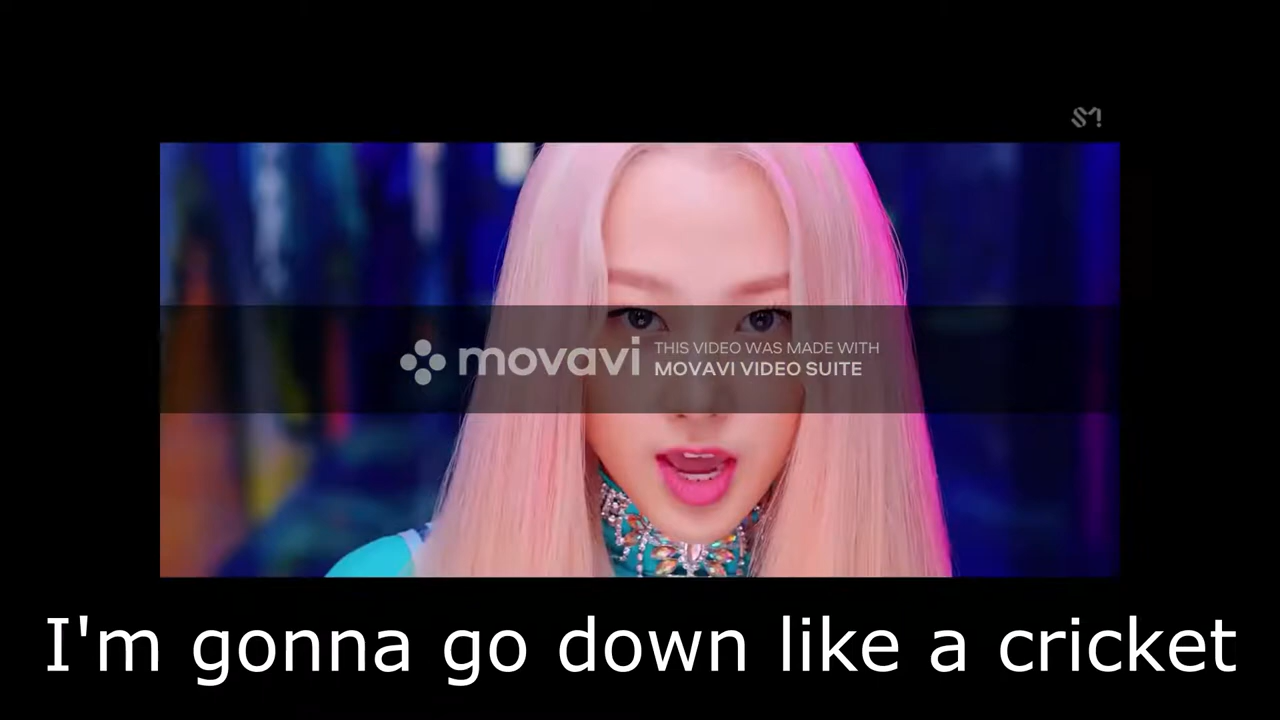 SM!
movavi
THIS VIDEO WAS MADE WITH
MOVAVI VIDEO SUITE
I'm gonna go down like a cricket